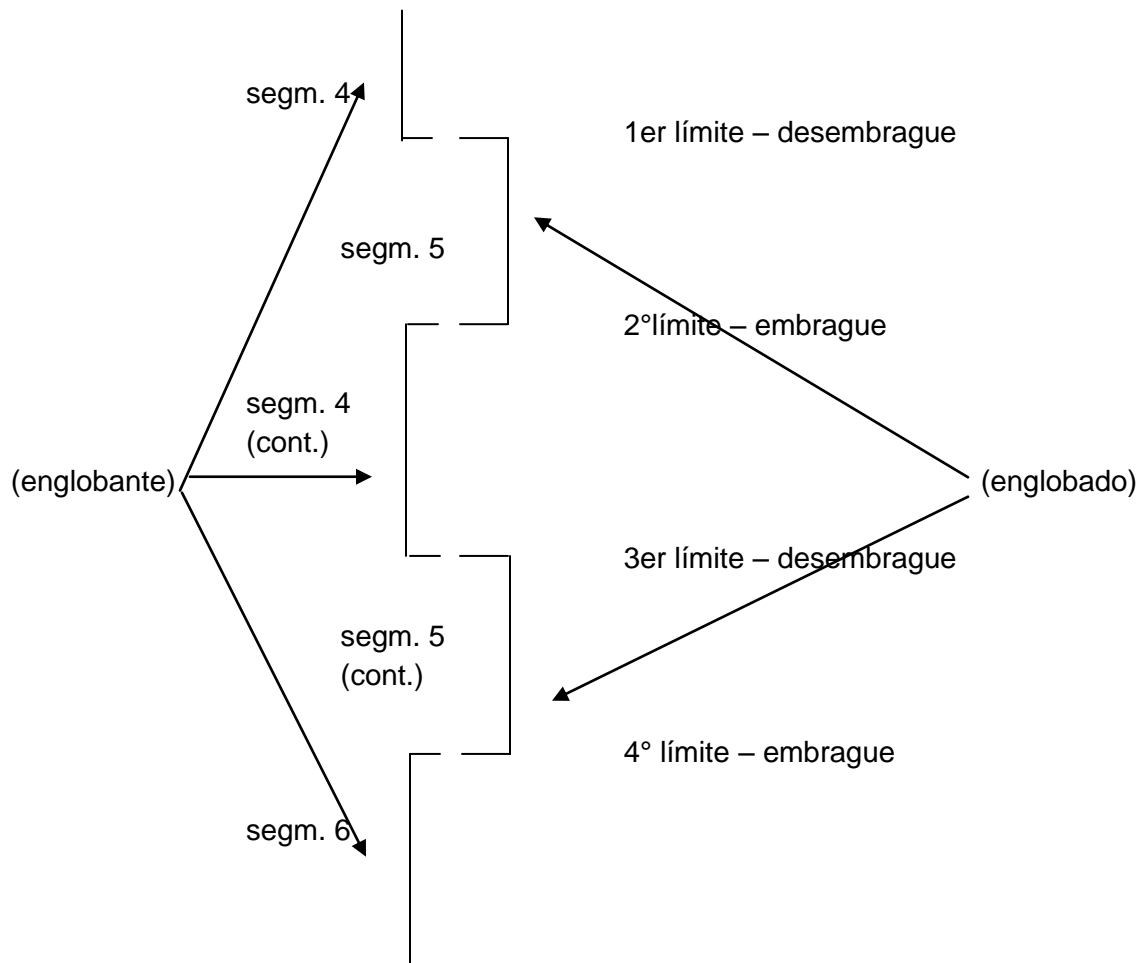 segm. 4
1er límite – desembrague
segm. 5
2°límite – embrague
segm. 4
(cont.)
(englobante)
(englobado)
3er límite – desembrague
segm. 5
(cont.)
4° límite – embrague
segm. 6